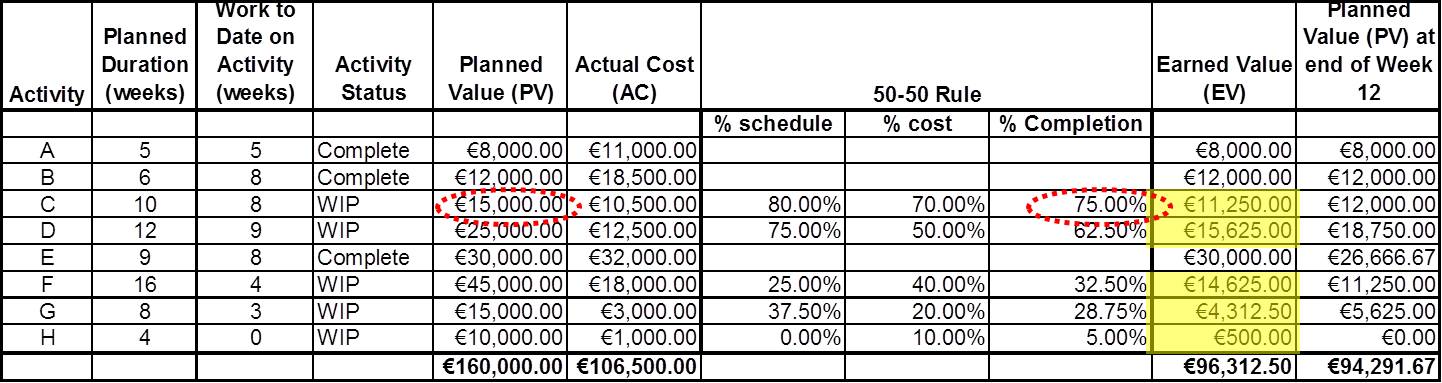 Activity | Planned Duration (weeks) | Work to Date on Activity (weeks) | Activity Status | Planned Value (PV) | Actual Cost (AC) | 50-50 Rule | Earned Value (EV) | Planned Value (PV) at end of Week 12
% schedule | % cost | % Completion
A | 5 | 5 | Complete | €8,000.00 | €11,000.00 | | | | €8,000.00 | €8,000.00
B | 6 | 8 | Complete | €12,000.00 | €18,500.00 | | | | €12,000.00 | €12,000.00
C | 10 | 8 | WIP | €15,000.00 | €10,500.00 | 80.00% | 70.00% | 75.00% | €11,250.00 | €12,000.00
D | 12 | 9 | WIP | €25,000.00 | €12,500.00 | 75.00% | 50.00% | 62.50% | €15,625.00 | €18,750.00
E | 9 | 8 | Complete | €30,000.00 | €32,000.00 | | | | €30,000.00 | €26,666.67
F | 16 | 4 | WIP | €45,000.00 | €18,000.00 | 25.00% | 40.00% | 32.50% | €14,625.00 | €11,250.00
G | 8 | 3 | WIP | €15,000.00 | €3,000.00 | 37.50% | 20.00% | 28.75% | €4,312.50 | €5,625.00
H | 4 | 0 | WIP | €10,000.00 | €1,000.00 | 0.00% | 10.00% | 5.00% | €500.00 | €0.00
€160,000.00 | €106,500.00 | €96,312.50 | €94,291.67